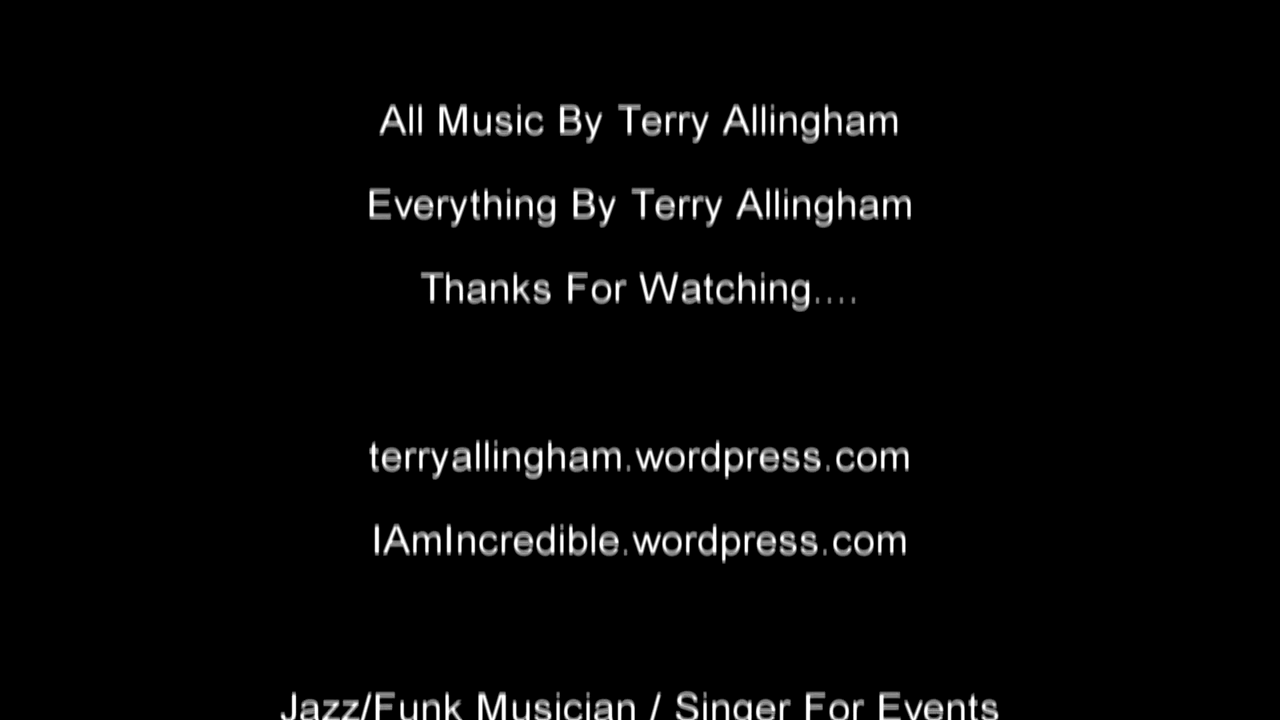 All Music By Terry Allingham
Everything By Terry Allingham
Thanks For Watching....
terryallingham.wordpress.com
IAmIncredible.wordpress.com
Jazz/Funk Musician / Singer For Events